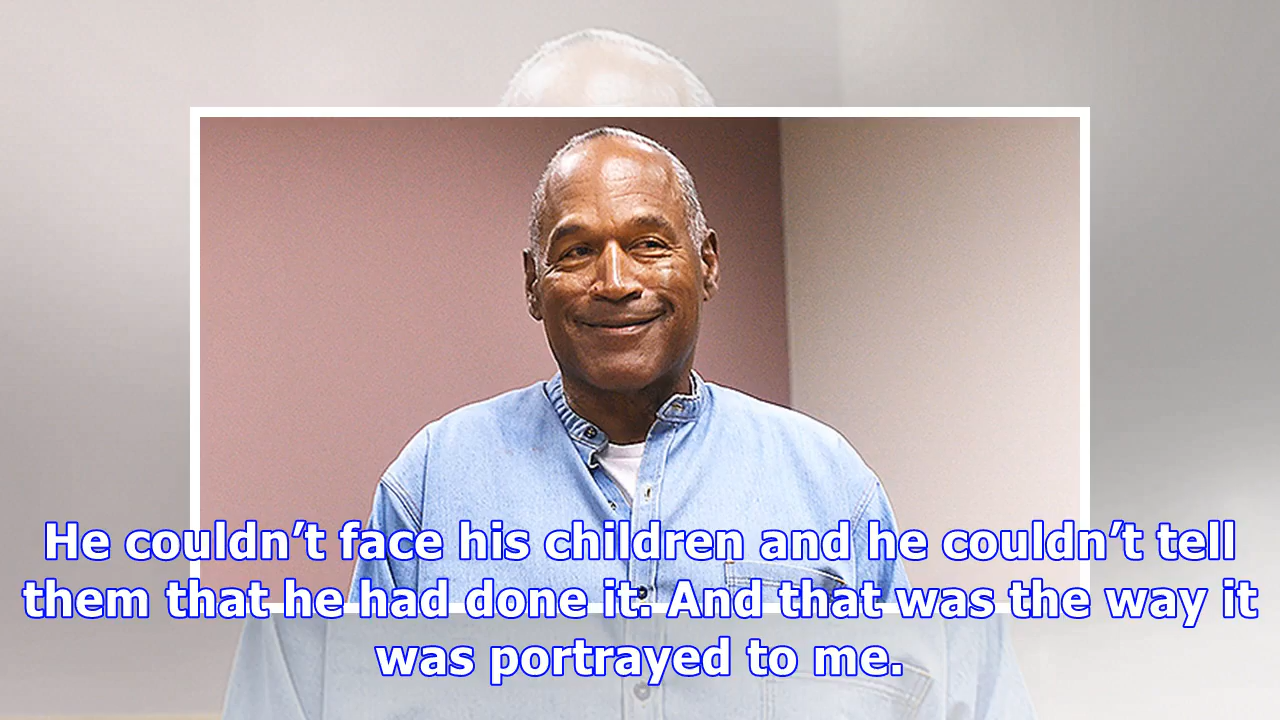 He couldn’t face his children and he couldn’t tell
them that he had done it. And that was the way it
was portrayed to me.